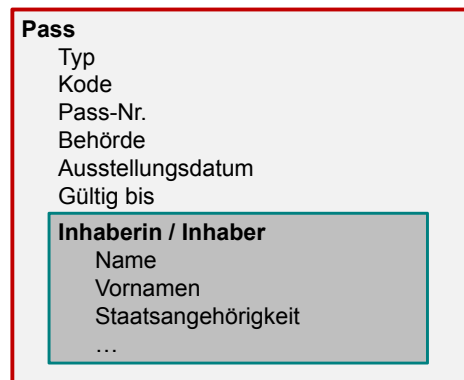 Pass
Typ
Kode
Pass-Nr.
Behörde
Ausstellungsdatum
Gültig bis
Inhaberin / Inhaber
Name
Vornamen
Staatsangehörigkeit
…